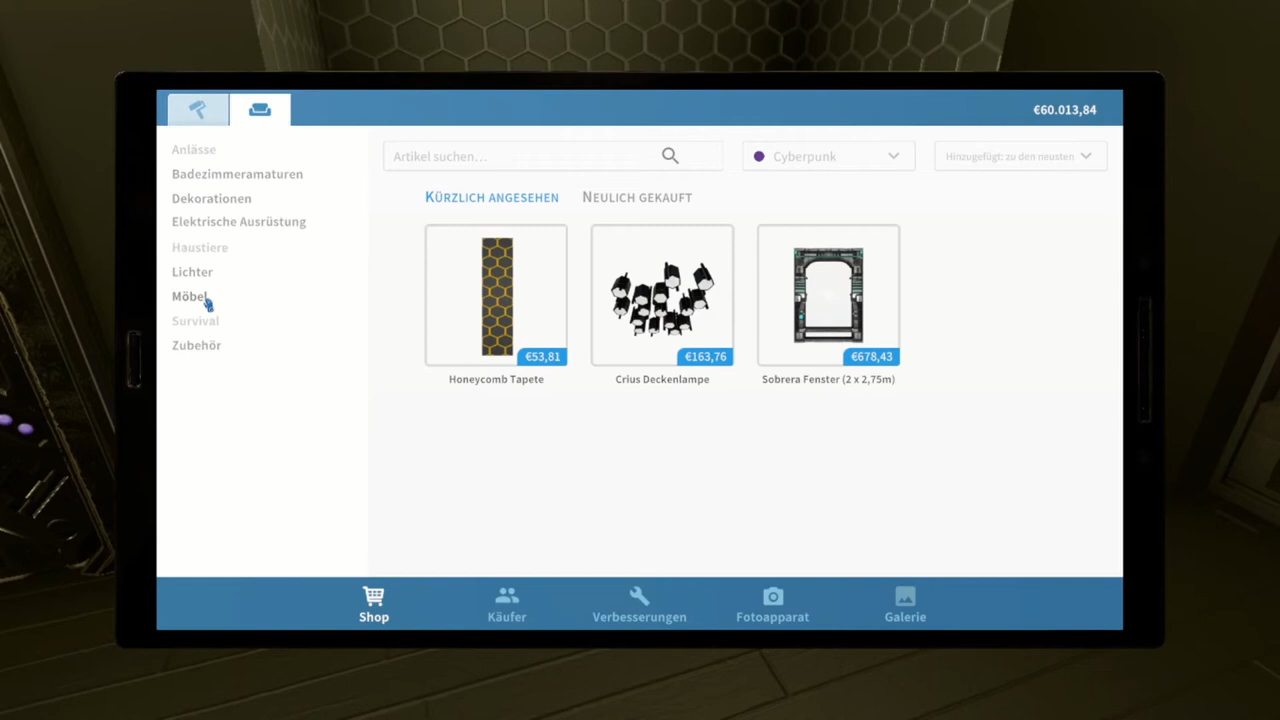 €60.013,84
Anlässe
Badezimmeramaturen
Dekorationen
Elektrische Ausrüstung
Haustiere
Lichter
Möbel
Survival
Zubehör
Artikel suchen...
Cyberpunk
Hinzugefügt: zu den neusten
KÜRZLICH ANGESEHEN
NEULICH GEKAUFT
€53,81
€163,76
€678,43
Honeycomb Tapete
Crius Deckenlampe
Sobrera Fenster (2 x 2,75m)
Shop
Käufer
Verbesserungen
Fotoapparat
Galerie